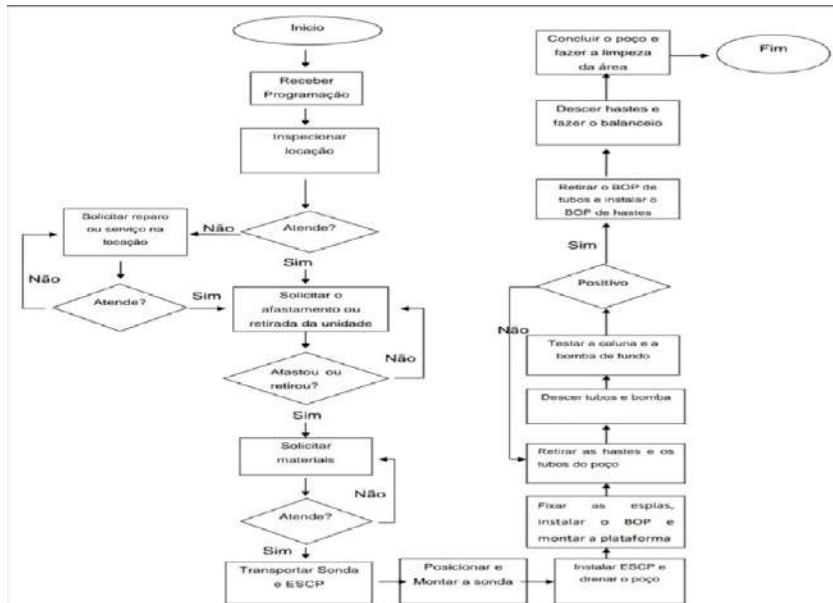 Inicio
Receber
Programação
Inspecionar
locação
Atende?
Não
Solicitar reparo
ou serviço na
locação
Não
Atende?
Sim
Sim
Solicitar o
afastamento ou
retirada da unidade
Não
Afastou ou
retirou?
Sim
Solicitar
materiais
Não
Atende?
Sim
Transportar Sonda
e ESCP
Posicionar e
Montar a sonda
Instalar ESCP e
drenar o poço
Fixar as espias,
instalar o BOP e
montar a plataforma
Retirar as hastes e os
tubos do poço
Descer tubos e bomba
Testar a coluna e a
bomba de fundo
Não
Positivo
Sim
Retirar o BOP de
tubos e instalar o
BOP de hastes
Descer hastes e
fazer o balanceio
Concluir o poço e
fazer a limpeza
da área
Fim